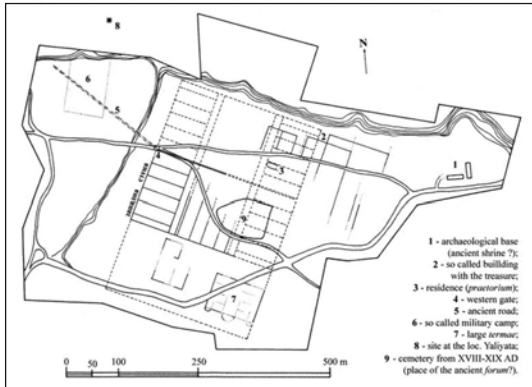 8
N
6
5
2
1
4
3
9
7
1 - archaeological base
(ancient shrine ?);
2 - so called buillding
with the treasure;
3 - residence (praetorium);
4 - western gate;
5 - ancient road;
6 - so called military camp;
7 - large termae;
8 - site at the loc. Yaliyata;
9 - cemetery from XVIII-XIX AD
(place of the ancient forum?).
0 50 100 250 500 m